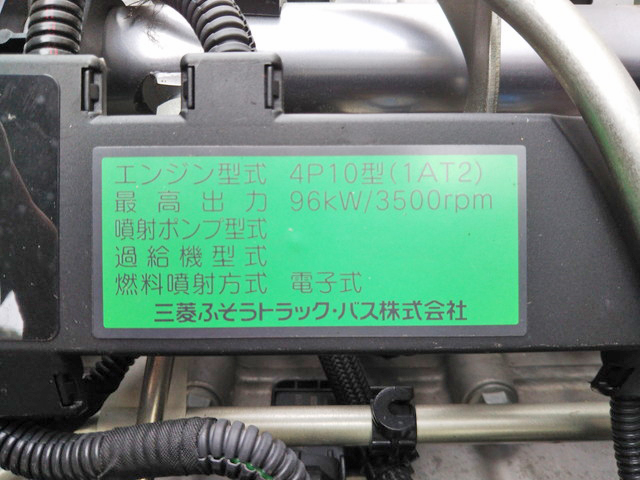 エンジン型式 4P10型(1AT2)
最高出力 96kW/3500rpm
噴射ポンプ型式
過給機型式
燃料噴射方式 電子式
三菱ふそうトラック・バス株式会社